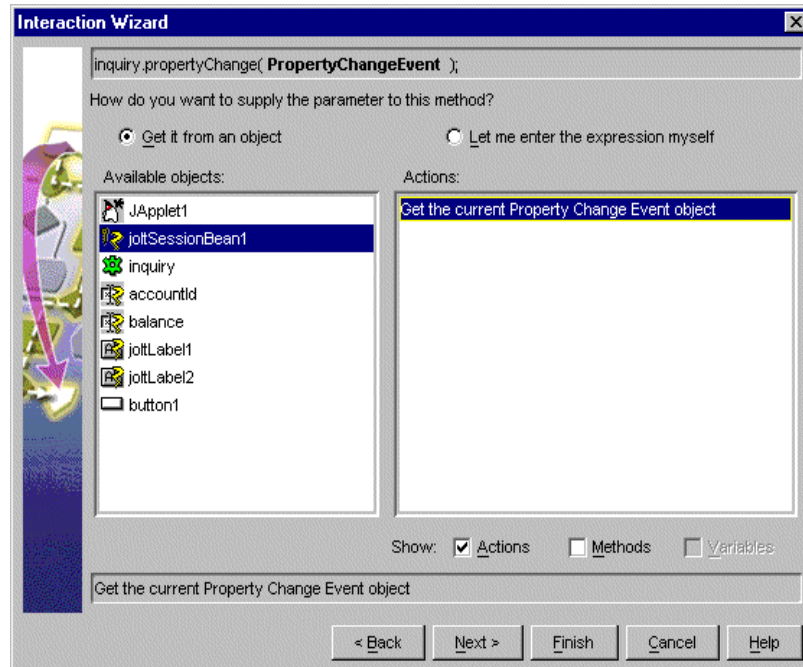 Interaction Wizard
inquiry.propertyChange( PropertyChangeEvent );
How do you want to supply the parameter to this method?
Get it from an object
Let me enter the expression myself
Available objects:
Actions:
JApplet1
joltSessionBean1
inquiry
accountId
balance
joltLabel1
joltLabel2
button1
Get the current Property Change Event object
Show: Actions Methods Variables
Get the current Property Change Event object
< Back Next > Finish Cancel Help